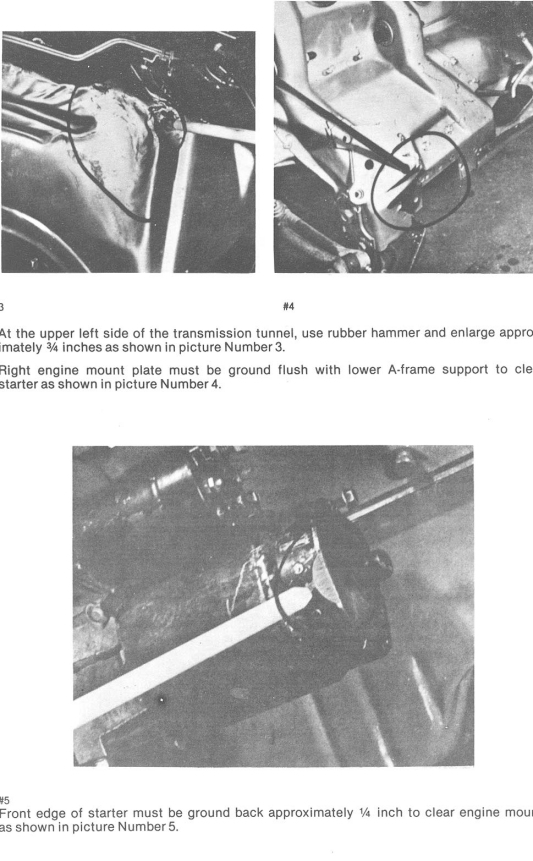 3
#4
At the upper left side of the transmission tunnel, use rubber hammer and enlarge appro
imately ¾ inches as shown in picture Number 3.
Right engine mount plate must be ground flush with lower A-frame support to cle
starter as shown in picture Number 4.
#5
Front edge of starter must be ground back approximately ¼ inch to clear engine moun
as shown in picture Number 5.